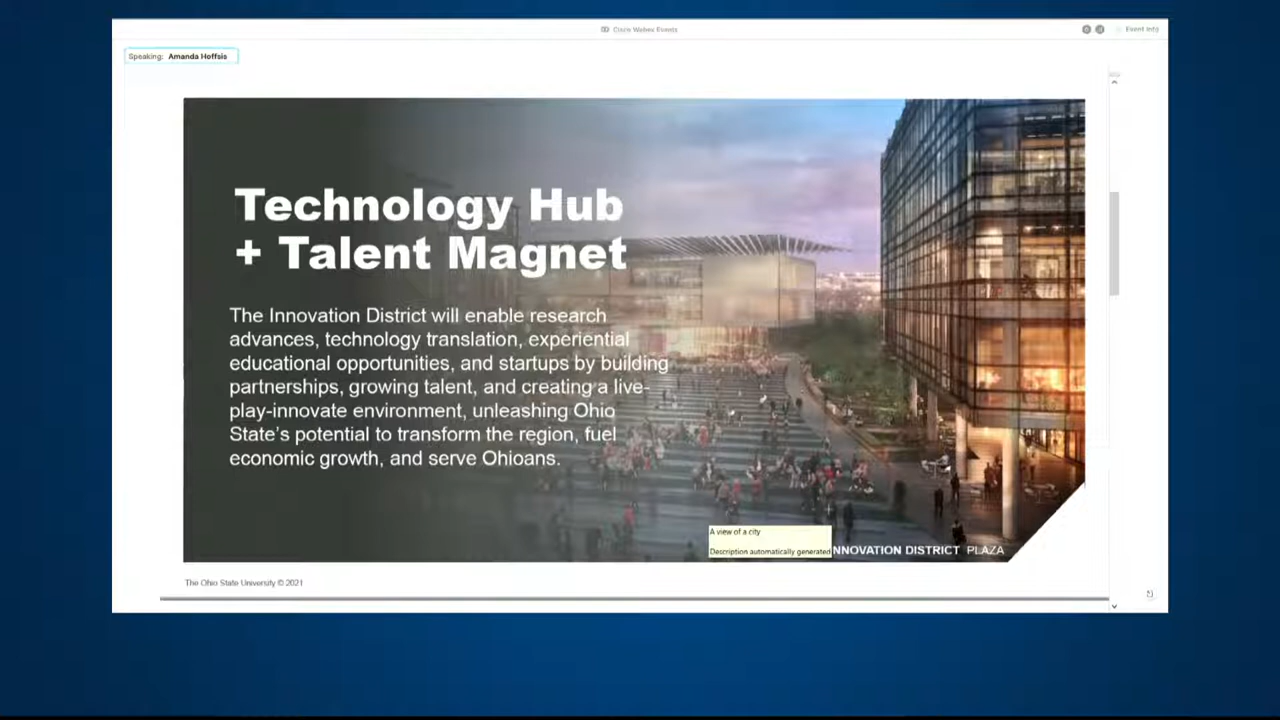 Cisco Webex Events
Event Info
Speaking: Amanda Hoffsis
Technology Hub
+ Talent Magnet
The Innovation District will enable research
advances, technology translation, experiential
educational opportunities, and startups by building
partnerships, growing talent, and creating a live-
play-innovate environment, unleashing Ohio
State's potential to transform the region, fuel
economic growth, and serve Ohioans.
A view of a city
Description automatically generated
NNOVATION DISTRICT PLAZA
The Ohio State University © 2021